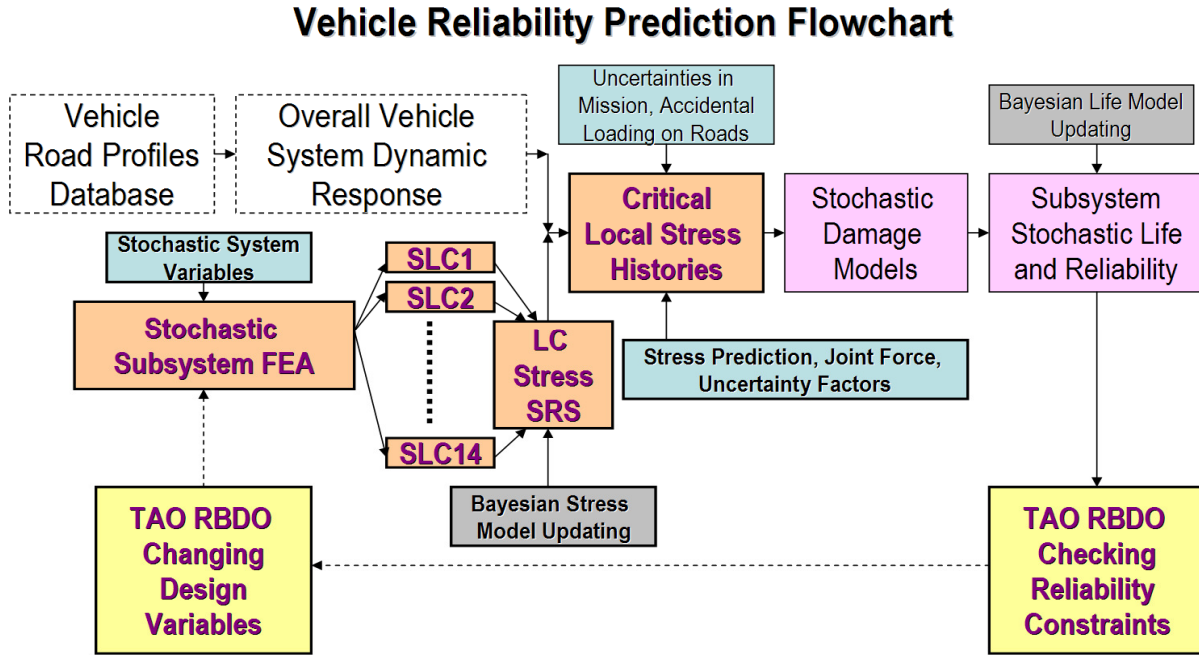 Vehicle Reliability Prediction Flowchart
Vehicle
Road Profiles
Database
Overall Vehicle
System Dynamic
Response
Uncertainties in
Mission, Accidental
Loading on Roads
Bayesian Life Model
Updating
Critical
Local Stress
Histories
Stochastic
Damage
Models
Subsystem
Stochastic Life
and Reliability
Stochastic System
Variables
SLC1
SLC2
SLC14
Stochastic
Subsystem FEA
LC
Stress
SRS
Stress Prediction, Joint Force,
Uncertainty Factors
Bayesian Stress
Model Updating
TAO RBDO
Changing
Design
Variables
TAO RBDO
Checking
Reliability
Constraints